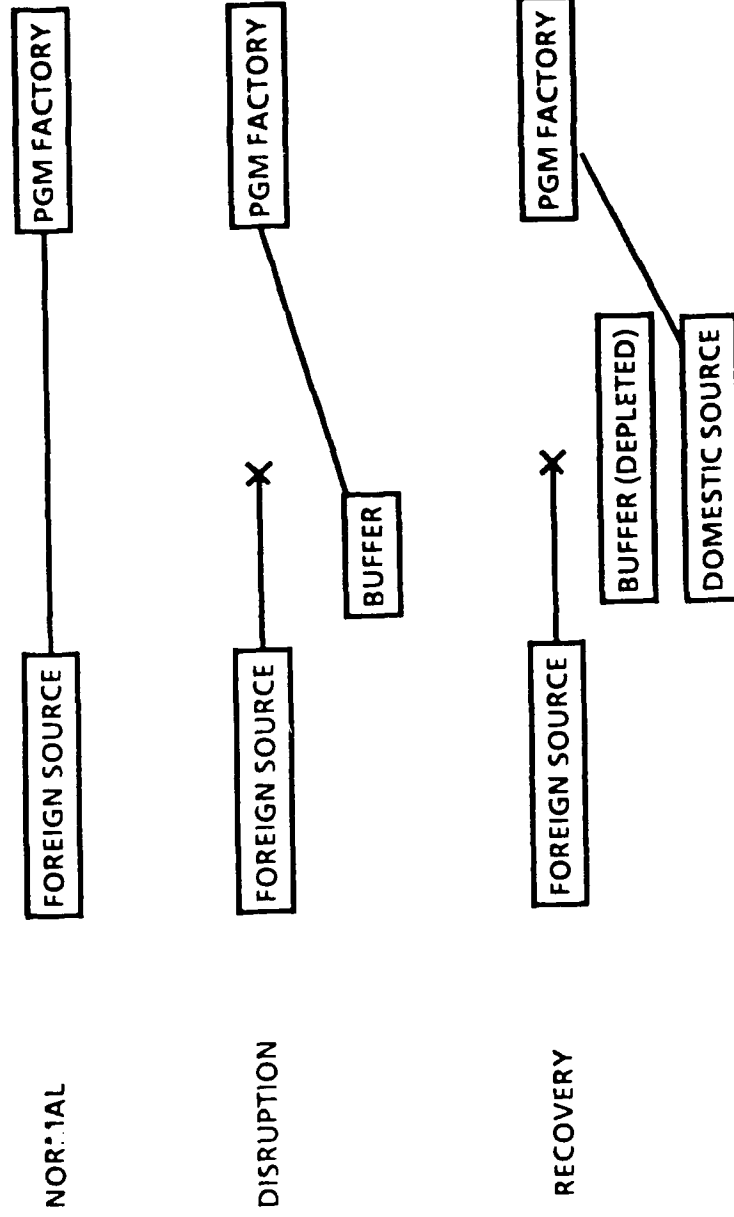 NORMAL
FOREIGN SOURCE
PGM FACTORY
DISRUPTION
FOREIGN SOURCE
BUFFER
PGM FACTORY
RECOVERY
FOREIGN SOURCE
BUFFER (DEPLETED)
DOMESTIC SOURCE
PGM FACTORY